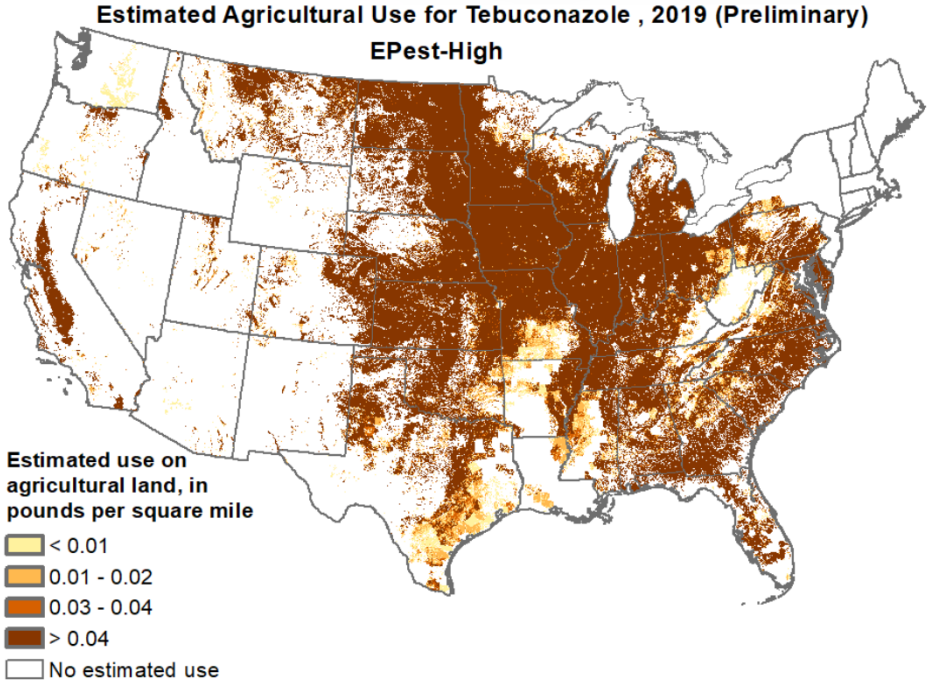 Estimated Agricultural Use for Tebuconazole , 2019 (Preliminary)
EPest-High
Estimated use on
agricultural land, in
pounds per square mile
< 0.01
0.01 - 0.02
0.03 - 0.04
> 0.04
No estimated use